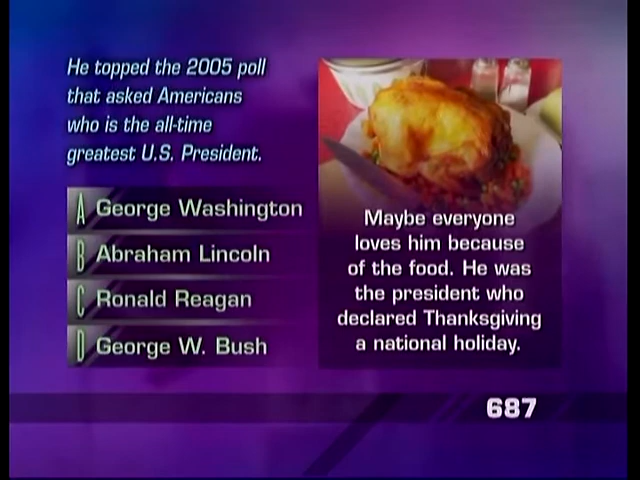 He topped the 2005 poll
that asked Americans
who is the all-time
greatest U.S. President.
A George Washington
B Abraham Lincoln
C Ronald Reagan
D George W. Bush
Maybe everyone
loves him because
of the food. He was
the president who
declared Thanksgiving
a national holiday.
687